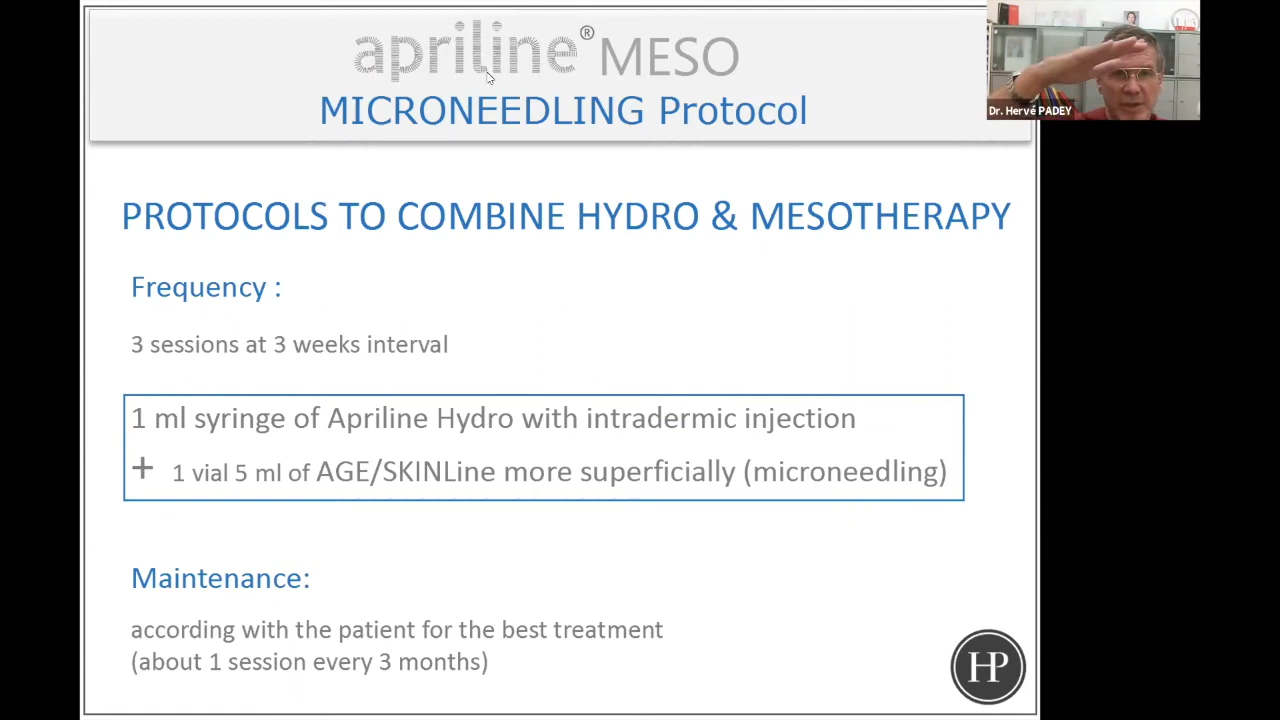 apriline® MESO
MICRONEEDLING Protocol
Dr. Hervé PADEY
PROTOCOLS TO COMBINE HYDRO & MESOTHERAPY
Frequency :
3 sessions at 3 weeks interval
1 ml syringe of Apriline Hydro with intradermic injection
+ 1 vial 5 ml of AGE/SKINLine more superficially (microneedling)
Maintenance:
according with the patient for the best treatment
(about 1 session every 3 months)
HP